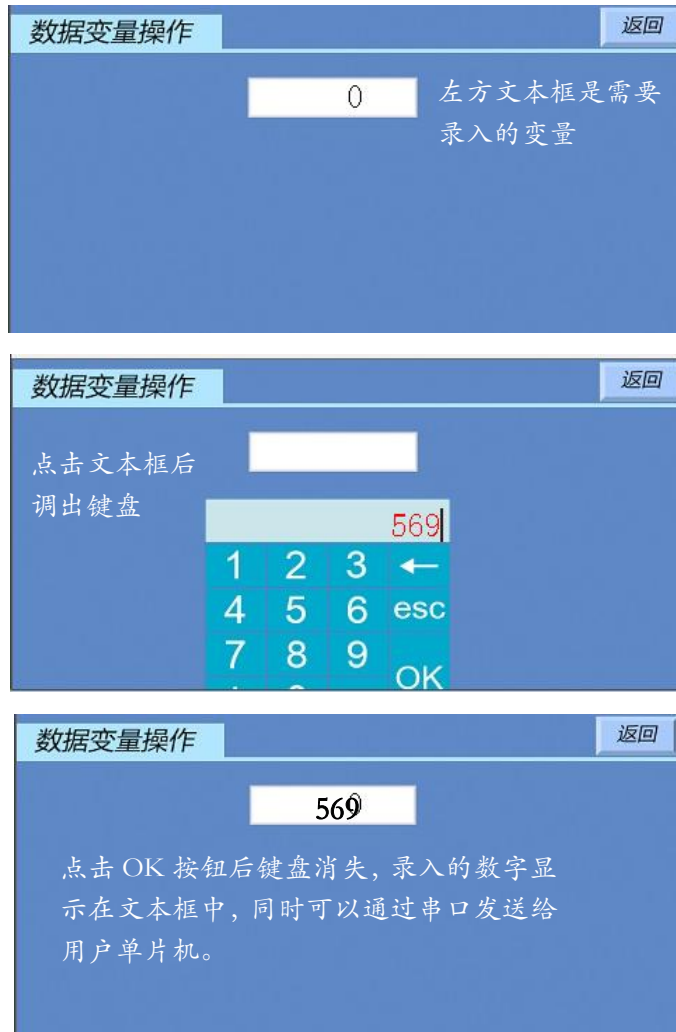 数据变量操作
返回
0
左方文本框是需要
录入的变量
数据变量操作
返回
点击文本框后
调出键盘
569
1 2 3 ←
4 5 6 esc
7 8 9
OK
数据变量操作
返回
569
点击 OK 按钮后键盘消失, 录入的数字显
示在文本框中, 同时可以通过串口发送给
用户单片机。